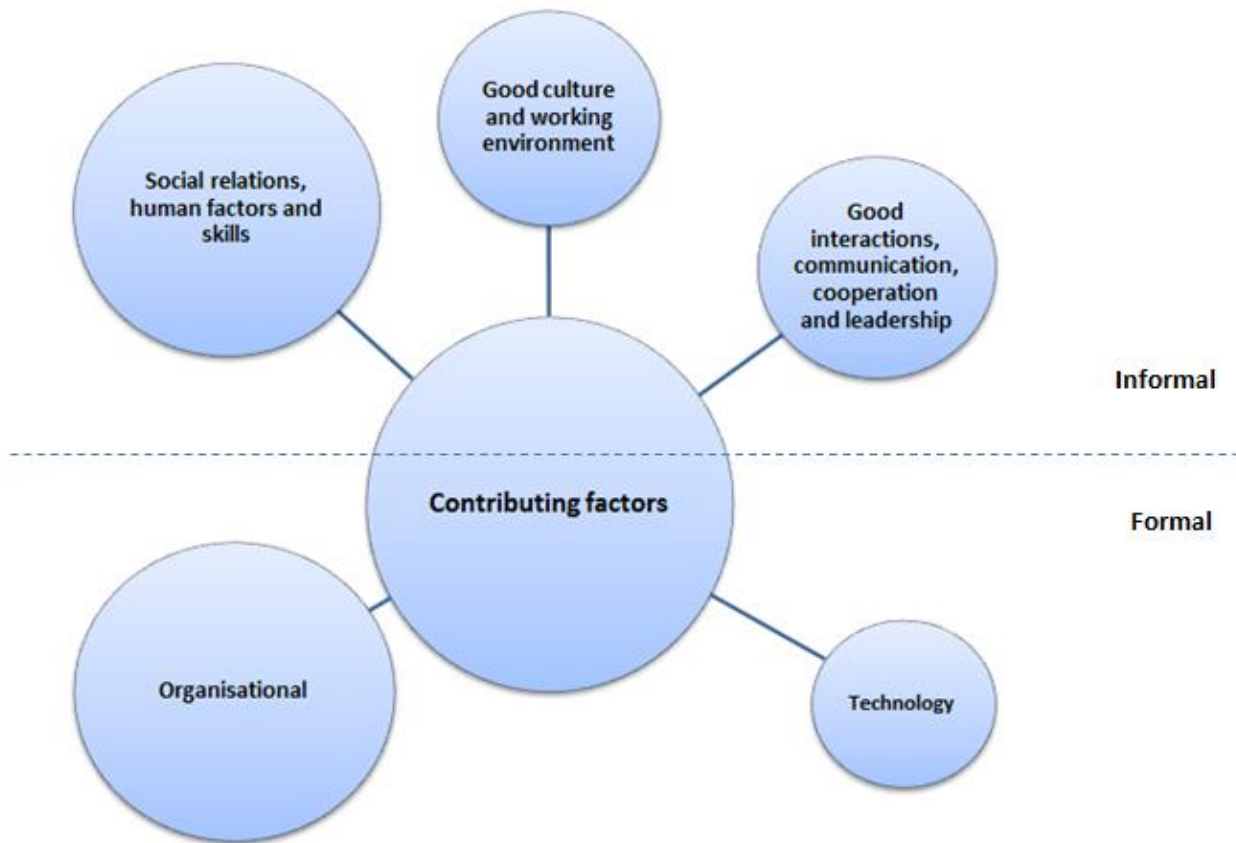 Good culture
and working
environment
Social relations,
human factors and
skills
Good
interactions,
communication,
cooperation
and leadership
Informal
Contributing factors
Formal
Organisational
Technology